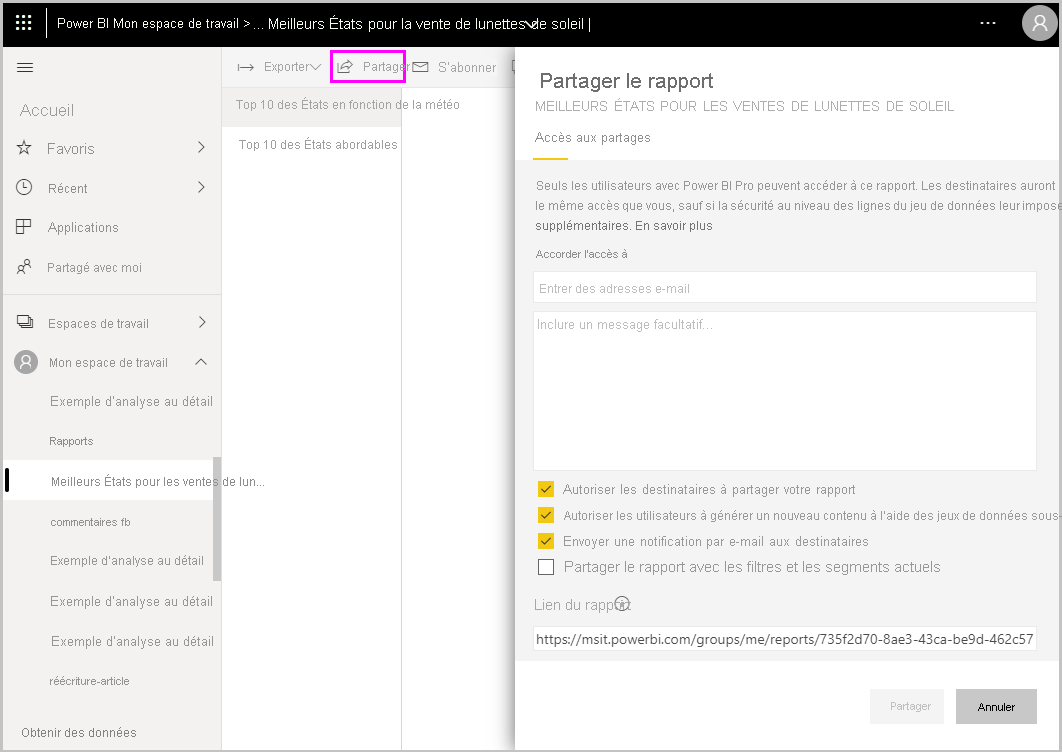 Power BI Mon espace de travail >... Meilleurs États pour la vente de lunettes de soleil |
Exporter
Partager
S'abonner
Accueil
Favoris
Récent
Applications
Partagé avec moi
Espaces de travail
Mon espace de travail
Exemple d'analyse au détail
Rapports
Meilleurs États pour les ventes de lun...
commentaires fb
Exemple d'analyse au détail
Exemple d'analyse au détail
Exemple d'analyse au détail
réécriture-article
Obtenir des données
Top 10 des États en fonction de la météo
Top 10 des États abordables
Partager le rapport
MEILLEURS ÉTATS POUR LES VENTES DE LUNETTES DE SOLEIL
Accès aux partages
Seuls les utilisateurs avec Power BI Pro peuvent accéder à ce rapport. Les destinataires auront
le même accès que vous, sauf si la sécurité au niveau des lignes du jeu de données leur impose
supplémentaires. En savoir plus
Accorder l'accès à
Entrer des adresses e-mail
Inclure un message facultatif...
Autoriser les destinataires à partager votre rapport
Autoriser les utilisateurs à générer un nouveau contenu à l'aide des jeux de données sous-
Envoyer une notification par e-mail aux destinataires
Partager le rapport avec les filtres et les segments actuels
Lien du rapport
https://msit.powerbi.com/groups/me/reports/735f2d70-8ae3-43ca-be9d-462c57
Partager
Annuler